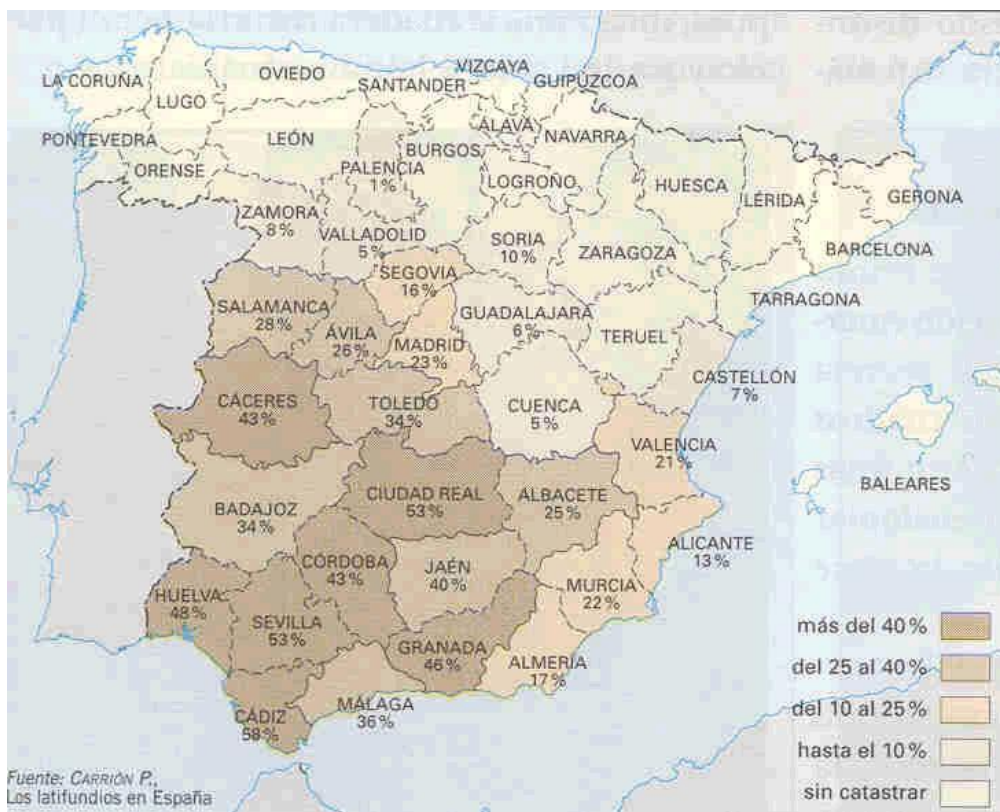 LA CORUÑA
LUGO
OVIEDO
SANTANDER
VIZCAYA
GUIPÚZCOA
PONTEVEDRA
ORENSE
LEÓN
PALENCIA
1%
BURGOS
ÁLAVA
NAVARRA
LOGROÑO
HUESCA
LÉRIDA
GERONA
BARCELONA
ZAMORA
8%
VALLADOLID
5%
SORIA
10%
ZARAGOZA
TARRAGONA
SEGOVIA
16%
SALAMANCA
28%
ÁVILA
26%
MADRID
23%
GUADALAJARA
6%
TERUEL
CASTELLÓN
7%
CÁCERES
43%
TOLEDO
34%
CUENCA
5%
VALENCIA
21%
BALEARES
BADAJOZ
34%
CIUDAD REAL
53%
ALBACETE
25%
ALICANTE
13%
CÓRDOBA
43%
JAÉN
40%
MURCIA
22%
HUELVA
48%
SEVILLA
53%
GRANADA
46%
ALMERÍA
17%
CÁDIZ
58%
MÁLAGA
36%
más del 40%
del 25 al 40%
del 10 al 25%
hasta el 10%
sin catastrar
Fuente: CARRIÓN P.,
Los latifundios en España